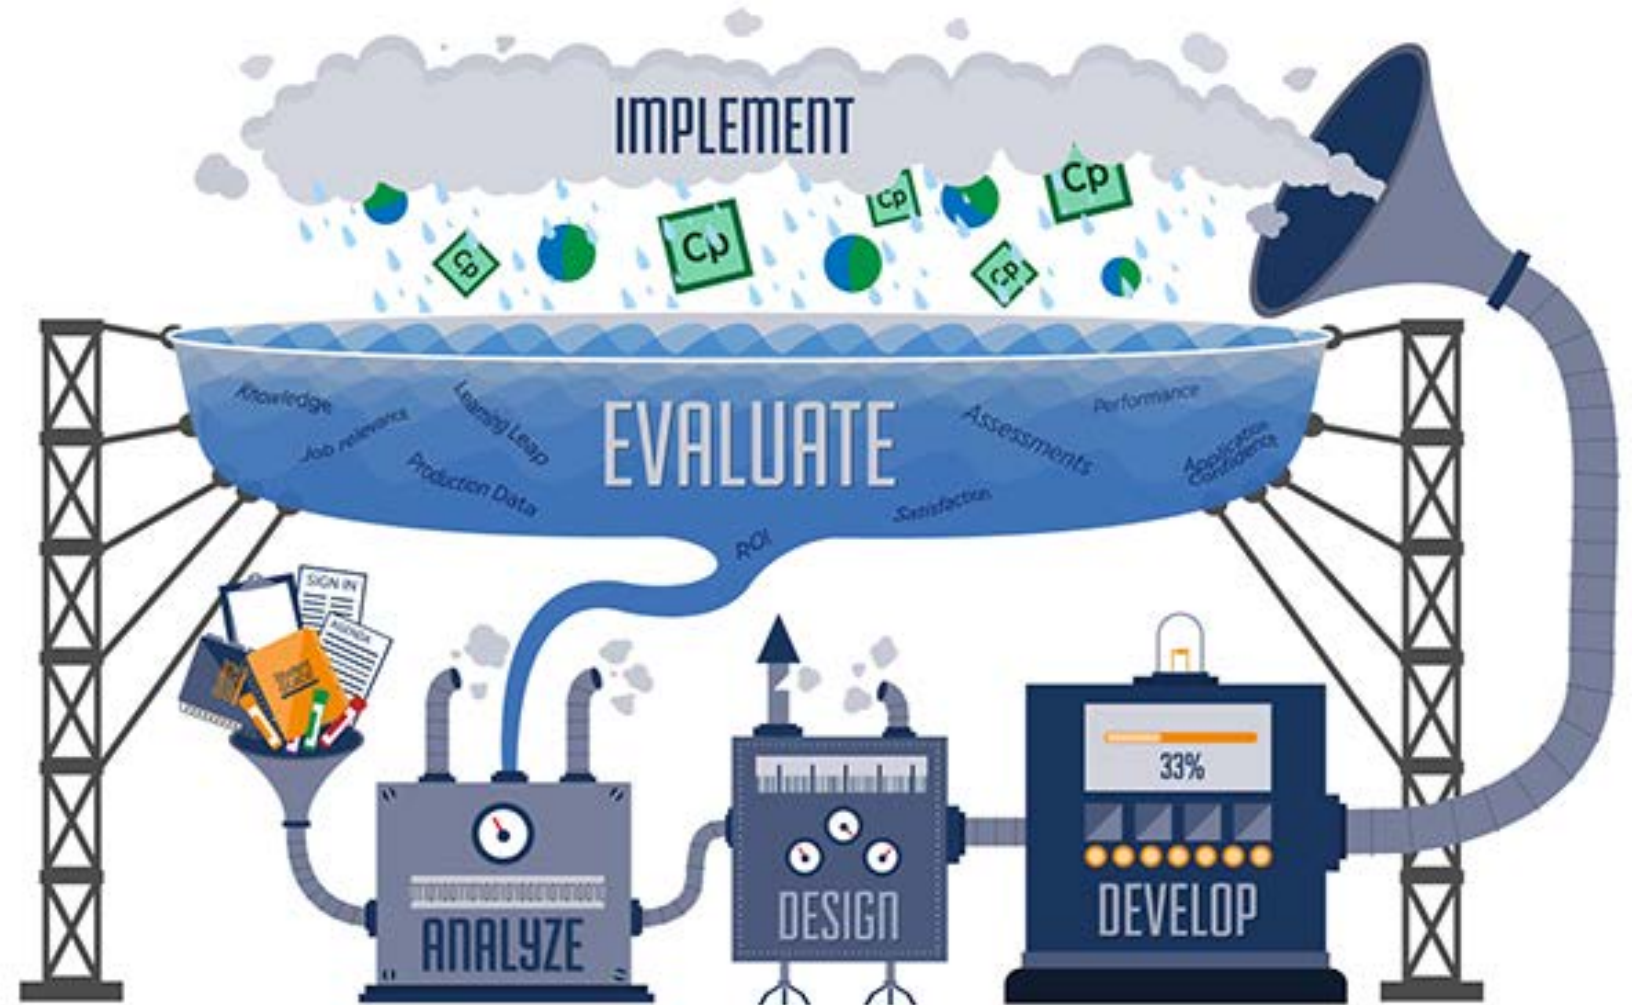 IMPLEMENT
Cp
Cp
Cp
Cp
Cp
Knowledge
Job relevance
Learning Leap
Production Data
EVALUATE
Assessments
Performance
Application
Confidence
Satisfaction
ROI
SIGN IN
AGENDA
33%
ANALYZE
DESIGN
DEVELOP